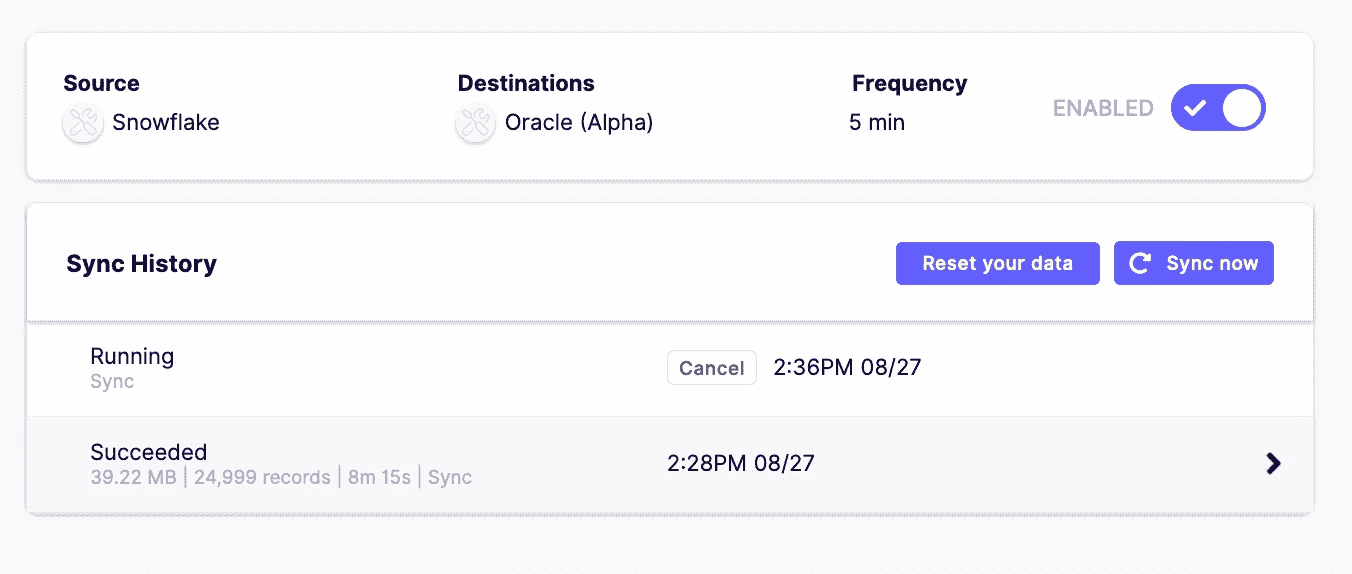 Source
Snowflake
Destinations
Oracle (Alpha)
Frequency
5 min
ENABLED
Sync History
Reset your data
Sync now
Running
Sync
Cancel
2:36PM 08/27
Succeeded
39.22 MB | 24,999 records | 8m 15s | Sync
2:28PM 08/27